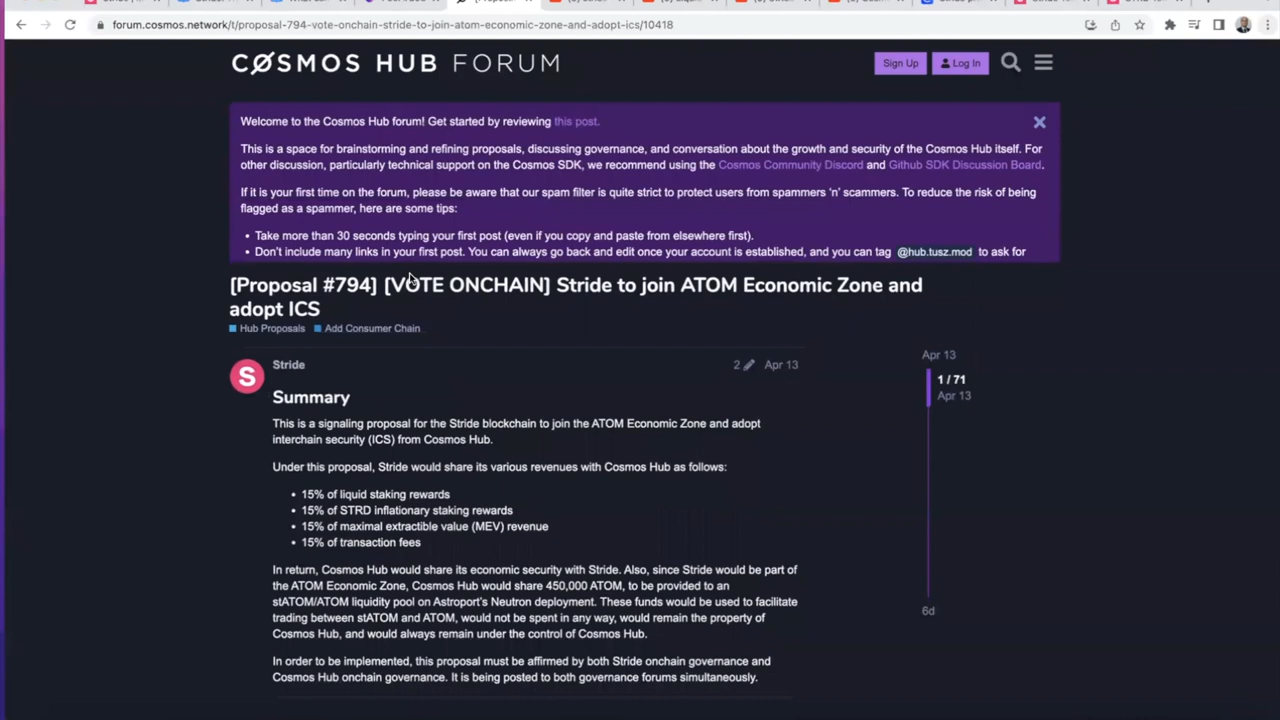 forum.cosmos.network/t/proposal-794-vote-onchain-stride-to-join-atom-economic-zone-and-adopt-ics/10418
COSMOS HUB FORUM
Sign Up
Log In
Welcome to the Cosmos Hub forum! Get started by reviewing this post.
This is a space for brainstorming and refining proposals, discussing governance, and conversation about the growth and security of the Cosmos Hub itself. For
other discussion, particularly technical support on the Cosmos SDK, we recommend using the Cosmos Community Discord and Github SDK Discussion Board.
If it is your first time on the forum, please be aware that our spam filter is quite strict to protect users from spammers 'n' scammers. To reduce the risk of being
flagged as a spammer, here are some tips:
• Take more than 30 seconds typing your first post (even if you copy and paste from elsewhere first).
• Don't include many links in your first post. You can always go back and edit once your account is established, and you can tag @hub.tusz.mod to ask for
[Proposal #794] [VOTE ONCHAIN] Stride to join ATOM Economic Zone and
adopt ICS
Hub Proposals Add Consumer Chain
S
Stride
2
Apr 13
Summary
This is a signaling proposal for the Stride blockchain to join the ATOM Economic Zone and adopt
interchain security (ICS) from Cosmos Hub.
Under this proposal, Stride would share its various revenues with Cosmos Hub as follows:
• 15% of liquid staking rewards
• 15% of STRD inflationary staking rewards
• 15% of maximal extractible value (MEV) revenue
• 15% of transaction fees
In return, Cosmos Hub would share its economic security with Stride. Also, since Stride would be part of
the ATOM Economic Zone, Cosmos Hub would share 450,000 ATOM, to be provided to an
stATOM/ATOM liquidity pool on Astroport's Neutron deployment. These funds would be used to facilitate
trading between stATOM and ATOM, would not be spent in any way, would remain the property of
Cosmos Hub, and would always remain under the control of Cosmos Hub.
In order to be implemented, this proposal must be affirmed by both Stride onchain governance and
Cosmos Hub onchain governance. It is being posted to both governance forums simultaneously.
Apr 13
1 / 71
Apr 13
6d